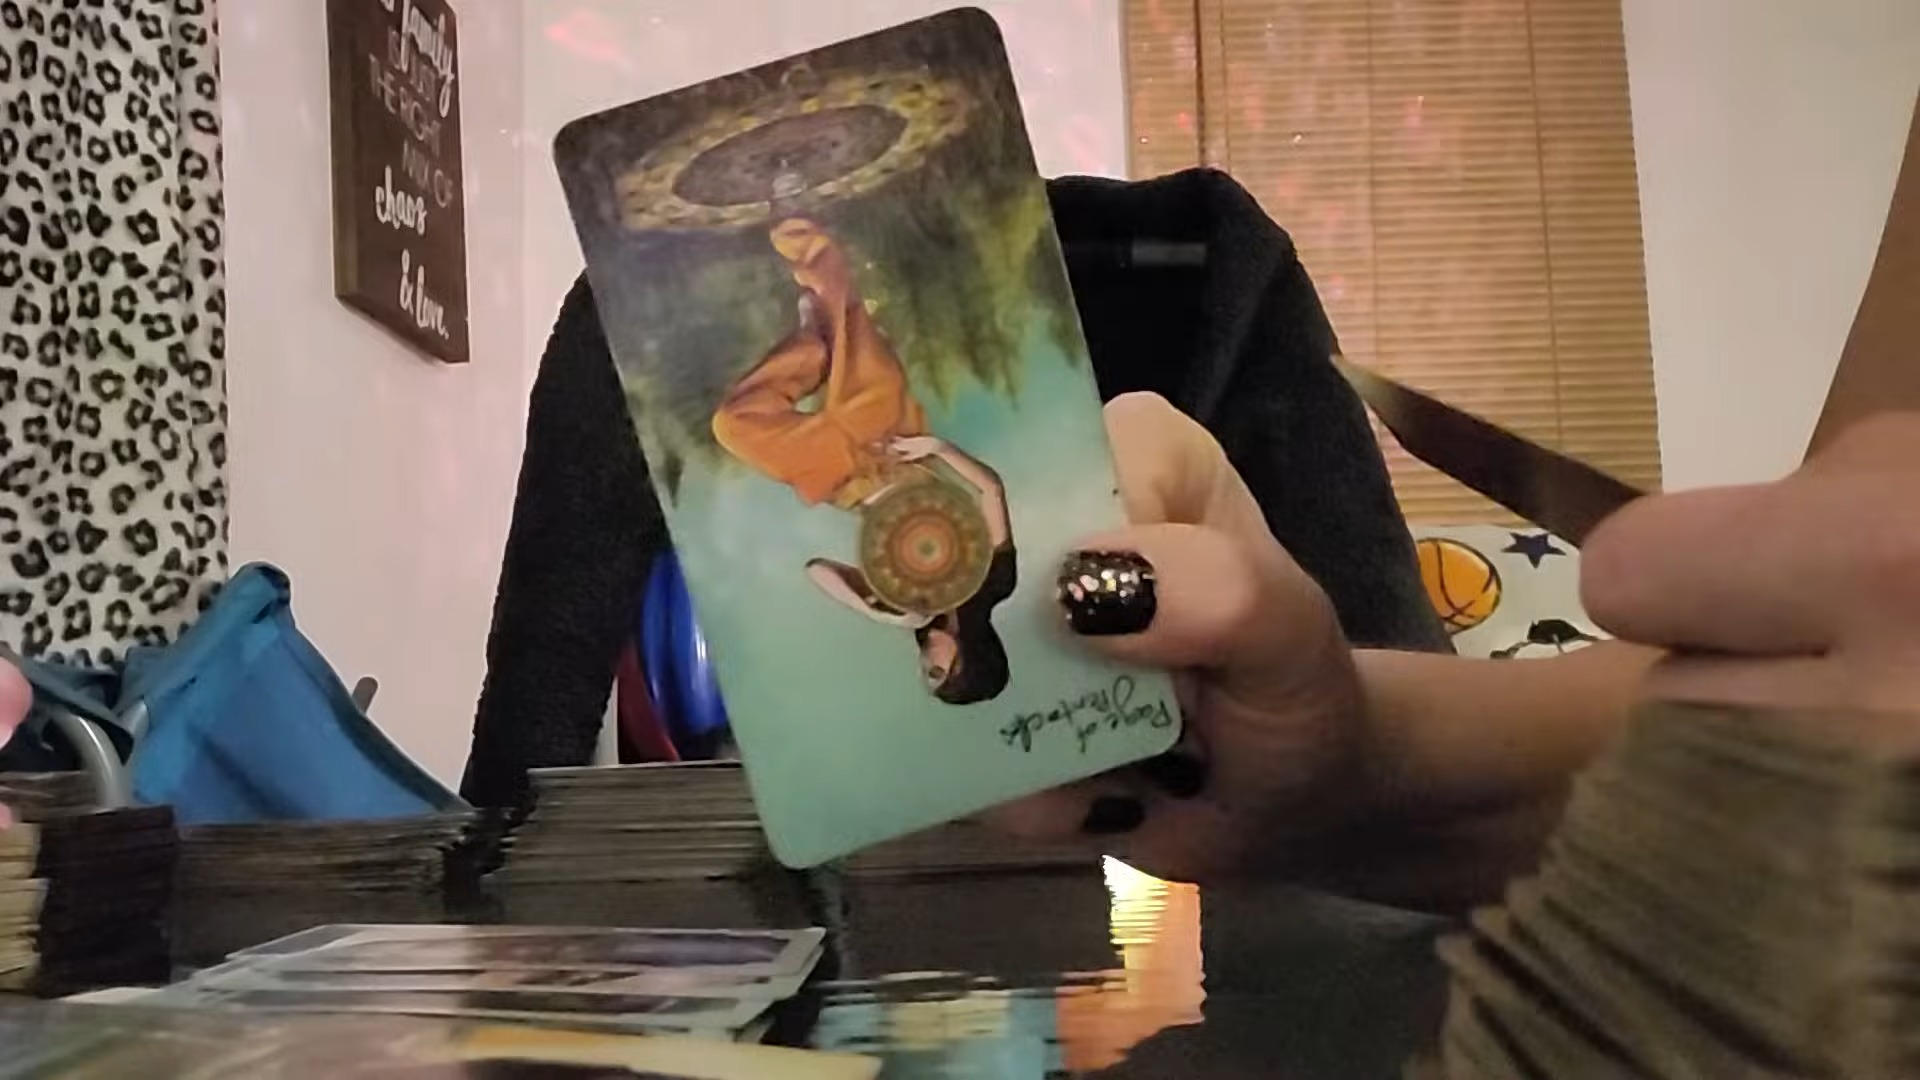 family
IS JUST
THE RIGHT
MIX OF
chaos
& love.
Page of
Pentacles